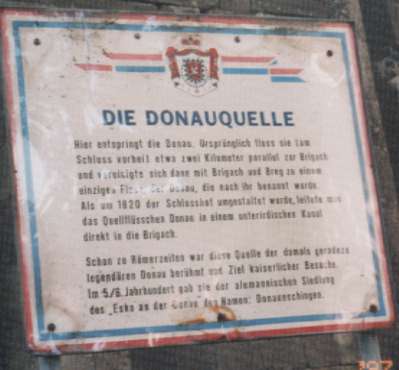 DIE DONAUQUELLE
Hier entspringt die Donau. Ursprünglich floss sie am
Schloss vorbei etwa zwei Kilometer parallel zur Brigach
und vereinigte sich dann mit Brigach und Breg zu einem
einzigen Fluss, der Donau, die nach ihr benannt wurde.
Als um 1820 der Schlosshof umgestaltet wurde, leitete man
das Quellflüsschen Donau in einem unterirdischen Kanal
direkt in die Brigach.
Schon zu Römerzeiten war diese Quelle der damals geradezu
legendären Donau berühmt und Ziel kaiserlicher Besuche.
Im 5./6. Jahrhundert gab sie der alemannischen Siedlung
des „Esko an der Donau" den Namen: Donaueschingen.